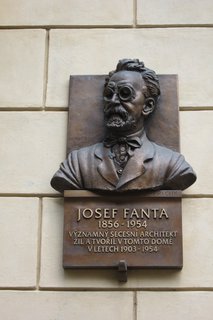 JOSEF FANTA
1856 - 1954
VÝZNAMNÝ SECESNÍ ARCHITEKT
ŽIL A TVOŘIL V TOMTO DOMĚ
V LETECH 1903 - 1954